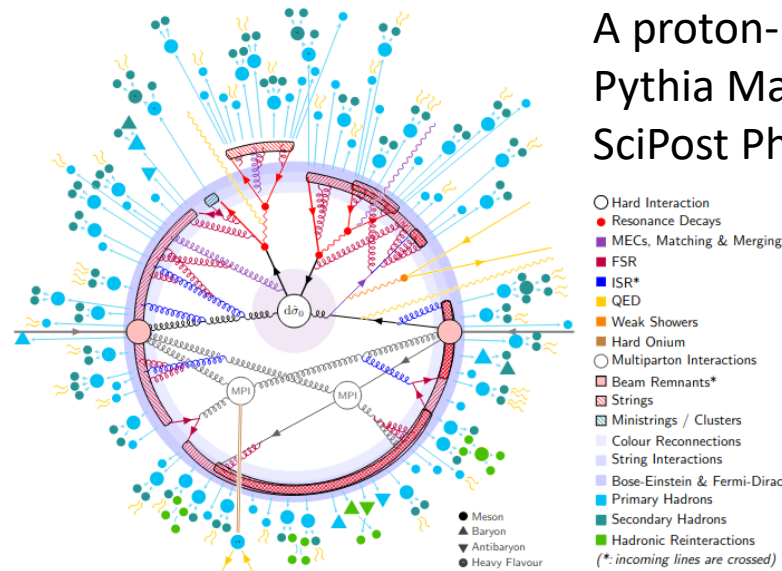 A proton-
Pythia Ma
SciPost Ph
Hard Interaction
Resonance Decays
MECs, Matching & Merging
FSR
ISR*
QED
Weak Showers
Hard Onium
Multiparton Interactions
Beam Remnants*
Strings
Ministrings / Clusters
Colour Reconnections
String Interactions
Bose-Einstein & Fermi-Dirac
Primary Hadrons
Secondary Hadrons
Hadronic Reinteractions
(*: incoming lines are crossed)
dσ̂₀
MPI
MPI
Meson
Baryon
Antibaryon
Heavy Flavour